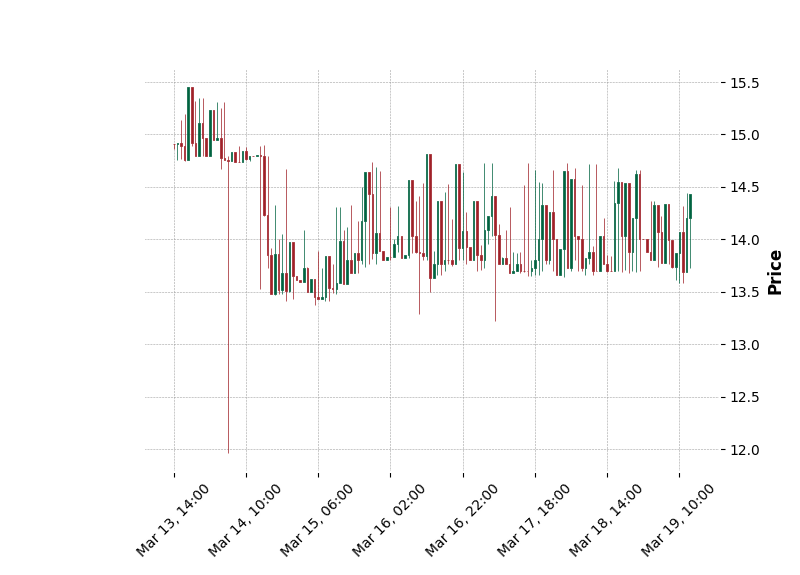 15.5
15.0
14.5
14.0
13.5
13.0
12.5
12.0
Price
Mar 13, 14:00
Mar 14, 10:00
Mar 15, 06:00
Mar 16, 02:00
Mar 16, 22:00
Mar 17, 18:00
Mar 18, 14:00
Mar 19, 10:00